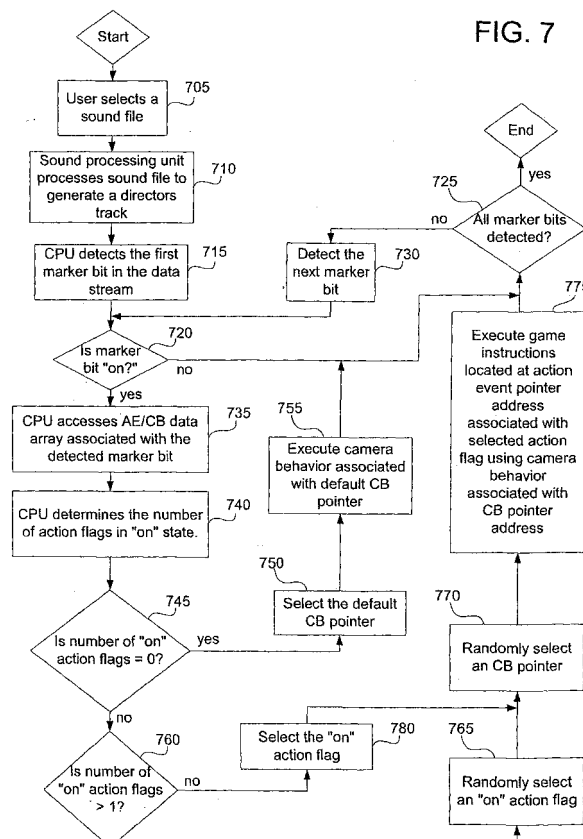 FIG. 7
Start
705
User selects a
sound file
710
Sound processing unit
processes sound file to
generate a directors
track
715
CPU detects the first
marker bit in the data
stream
720
Is marker
bit "on?"
no
yes
735
CPU accesses AE/CB data
array associated with the
detected marker bit
740
CPU determines the number
of action flags in "on" state.
745
Is number of "on"
action flags = 0?
yes
no
760
Is number of
"on" action flags
> 1?
no
750
Select the default
CB pointer
755
Execute camera
behavior associated
with default CB
pointer
780
Select the "on"
action flag
765
Randomly select
an "on" action flag
770
Randomly select
an CB pointer
775
Execute game
instructions
located at action
event pointer
address
associated with
selected action
flag using camera
behavior
associated with
CB pointer
address
725
All marker bits
detected?
no
yes
730
Detect the
next marker
bit
End